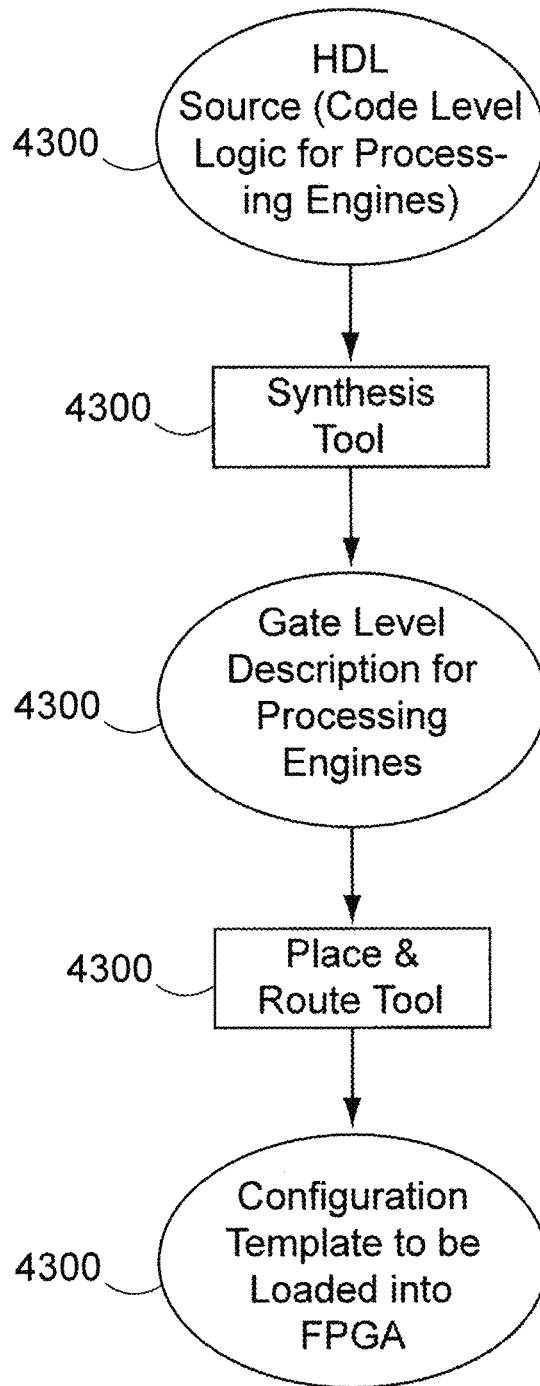 HDL
Source (Code Level
4300
Logic for Process-
ing Engines)
4300
Synthesis
Tool
Gate Level
Description for
4300
Processing
Engines
4300
Place &
Route Tool
Configuration
4300
Template to be
Loaded into
FPGA